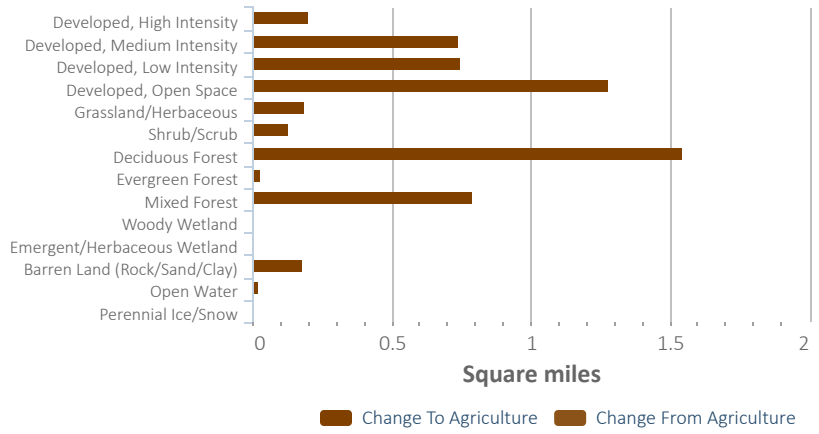 Developed, High Intensity
Developed, Medium Intensity
Developed, Low Intensity
Developed, Open Space
Grassland/Herbaceous
Shrub/Scrub
Deciduous Forest
Evergreen Forest
Mixed Forest
Woody Wetland
Emergent/Herbaceous Wetland
Barren Land (Rock/Sand/Clay)
Open Water
Perennial Ice/Snow
0 0.5 1 1.5 2
Square miles
Change To Agriculture Change From Agriculture